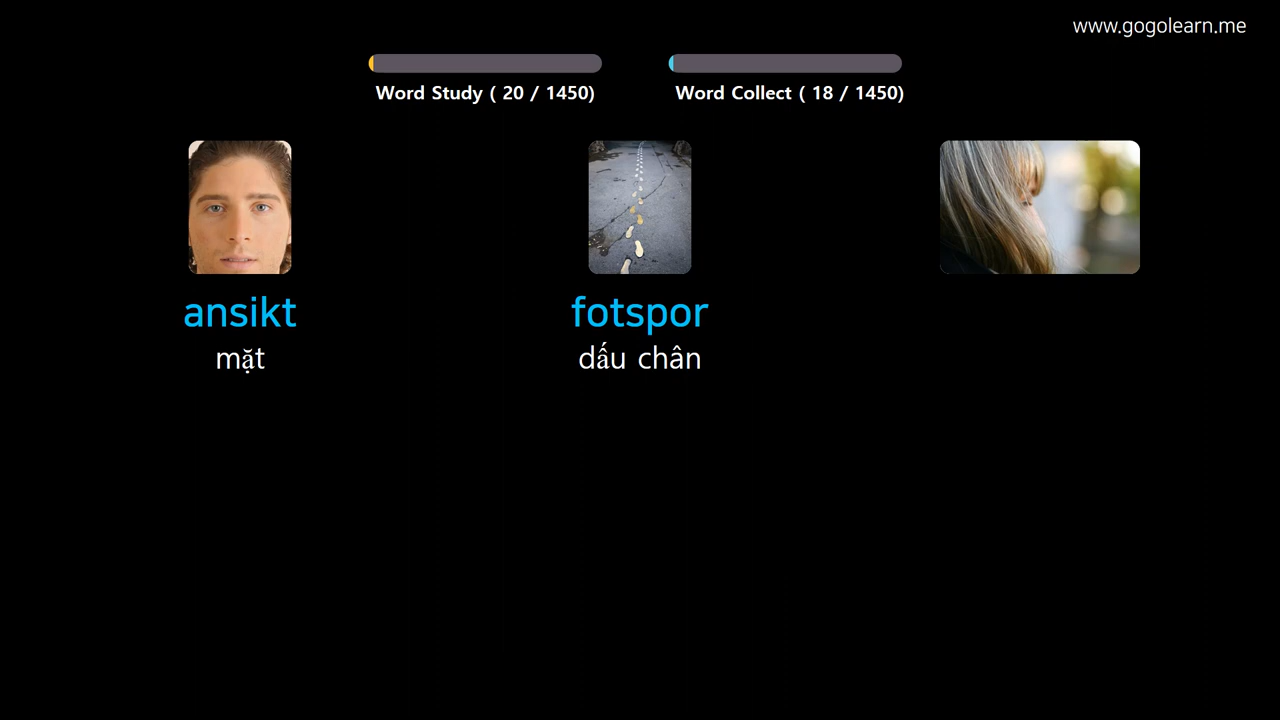 www.gogolearn.me
Word Study ( 20 / 1450)
Word Collect ( 18 / 1450)
ansikt
mặt
fotspor
dấu chân